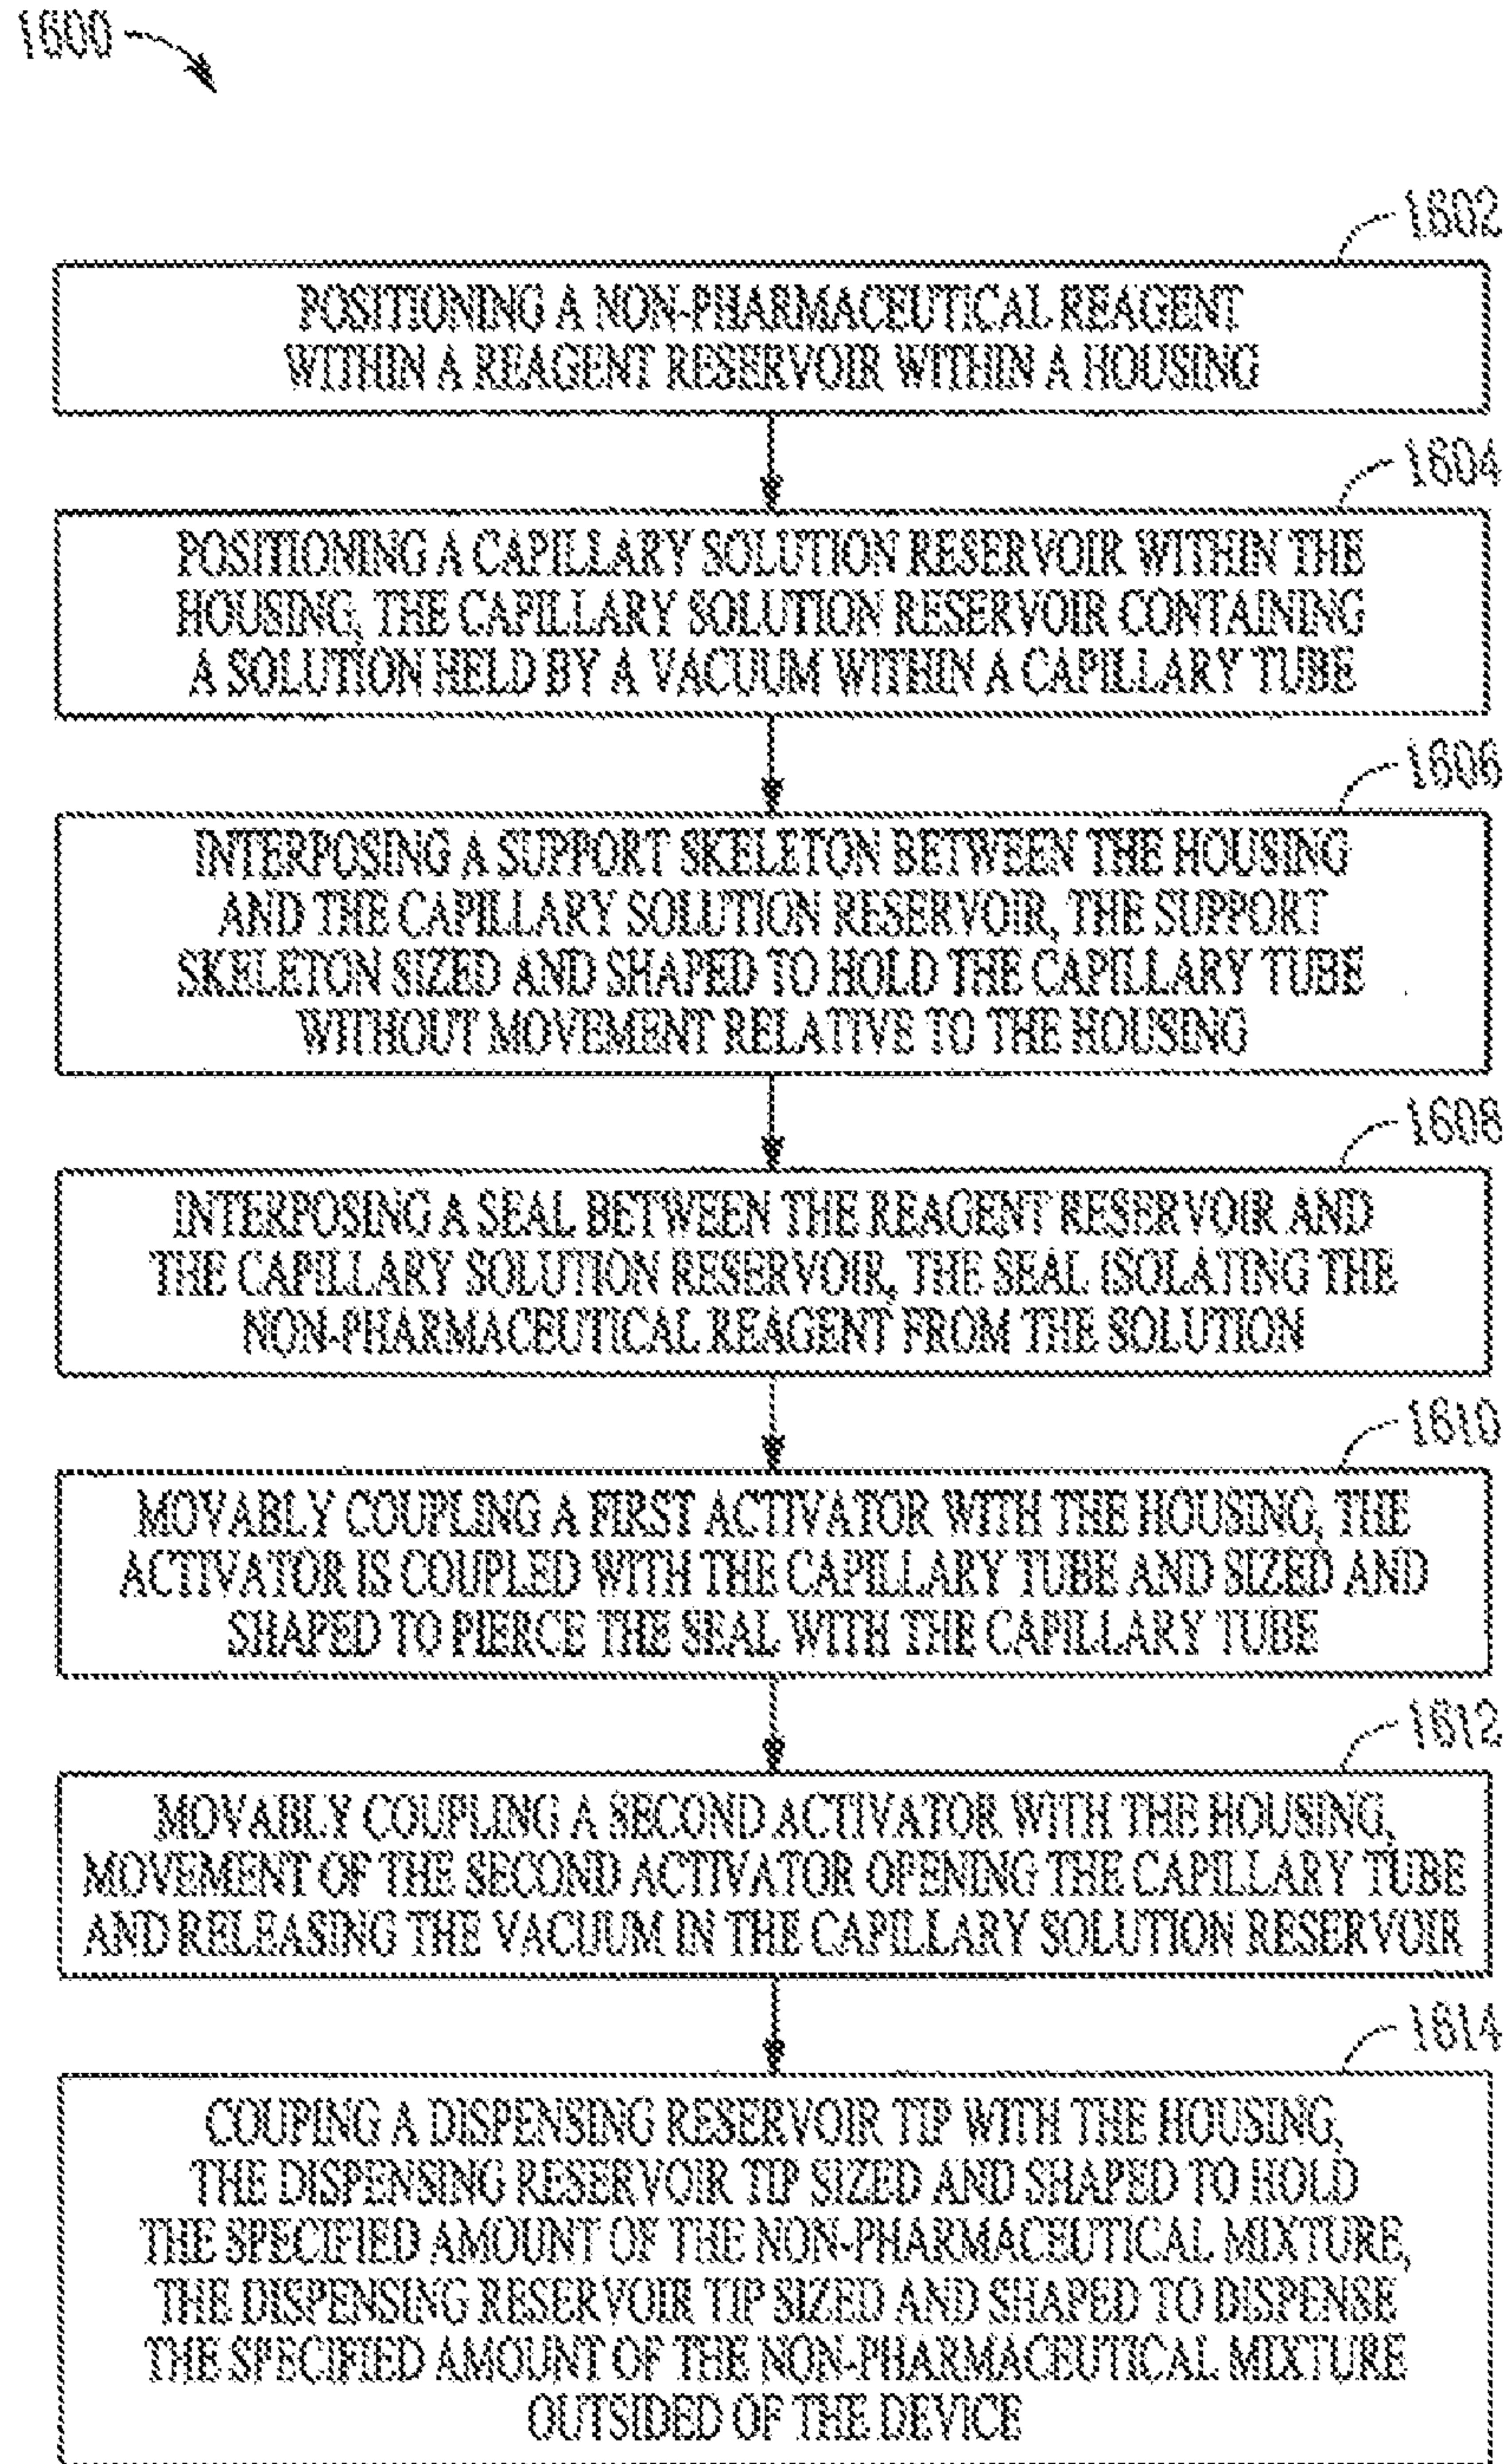 1600
1602
POSITIONING A NON-PHARMACEUTICAL REAGENT
WITHIN A REAGENT RESERVOIR WITHIN A HOUSING
1604
POSITIONING A CAPILLARY SOLUTION RESERVOIR WITHIN THE
HOUSING, THE CAPILLARY SOLUTION RESERVOIR CONTAINING
A SOLUTION HELD BY A VACUUM WITHIN A CAPILLARY TUBE
1606
INTERPOSING A SUPPORT SKELETON BETWEEN THE HOUSING
AND THE CAPILLARY SOLUTION RESERVOIR, THE SUPPORT
SKELETON SIZED AND SHAPED TO HOLD THE CAPILLARY TUBE
WITHOUT MOVEMENT RELATIVE TO THE HOUSING
1608
INTERPOSING A SEAL BETWEEN THE REAGENT RESERVOIR AND
THE CAPILLARY SOLUTION RESERVOIR, THE SEAL ISOLATING THE
NON-PHARMACEUTICAL REAGENT FROM THE SOLUTION
1610
MOVABLY COUPLING A FIRST ACTIVATOR WITH THE HOUSING, THE
ACTIVATOR IS COUPLED WITH THE CAPILLARY TUBE AND SIZED AND
SHAPED TO PIERCE THE SEAL WITH THE CAPILLARY TUBE
1612
MOVABLY COUPLING A SECOND ACTIVATOR WITH THE HOUSING,
MOVEMENT OF THE SECOND ACTIVATOR OPENING THE CAPILLARY TUBE
AND RELEASING THE VACUUM IN THE CAPILLARY SOLUTION RESERVOIR
1614
COUPING A DISPENSING RESERVOIR TIP WITH THE HOUSING,
THE DISPENSING RESERVOIR TIP SIZED AND SHAPED TO HOLD
THE SPECIFIED AMOUNT OF THE NON-PHARMACEUTICAL MIXTURE,
THE DISPENSING RESERVOIR TIP SIZED AND SHAPED TO DISPENSE
THE SPECIFIED AMOUNT OF THE NON-PHARMACEUTICAL MIXTURE
OUTSIDED OF THE DEVICE